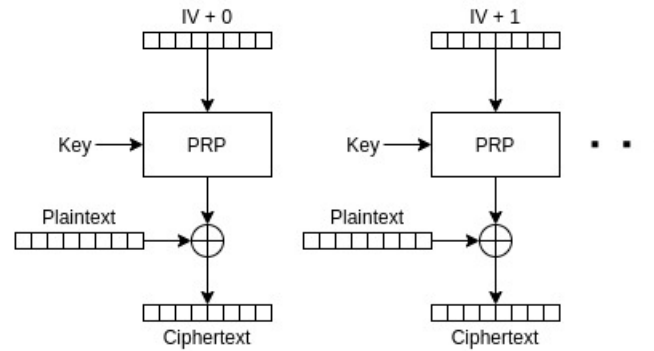 IV + 0
Key
PRP
Plaintext
Ciphertext
IV + 1
Key
PRP
Plaintext
Ciphertext